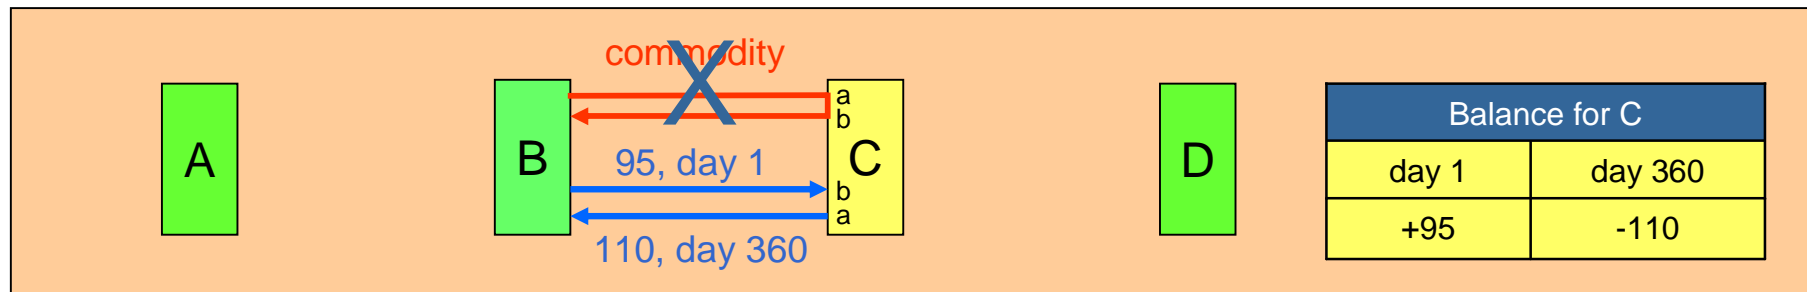 commodity
X
A
B
a
b
C
b
a
95, day 1
110, day 360
D
Balance for C
day 1 day 360
+95 -110